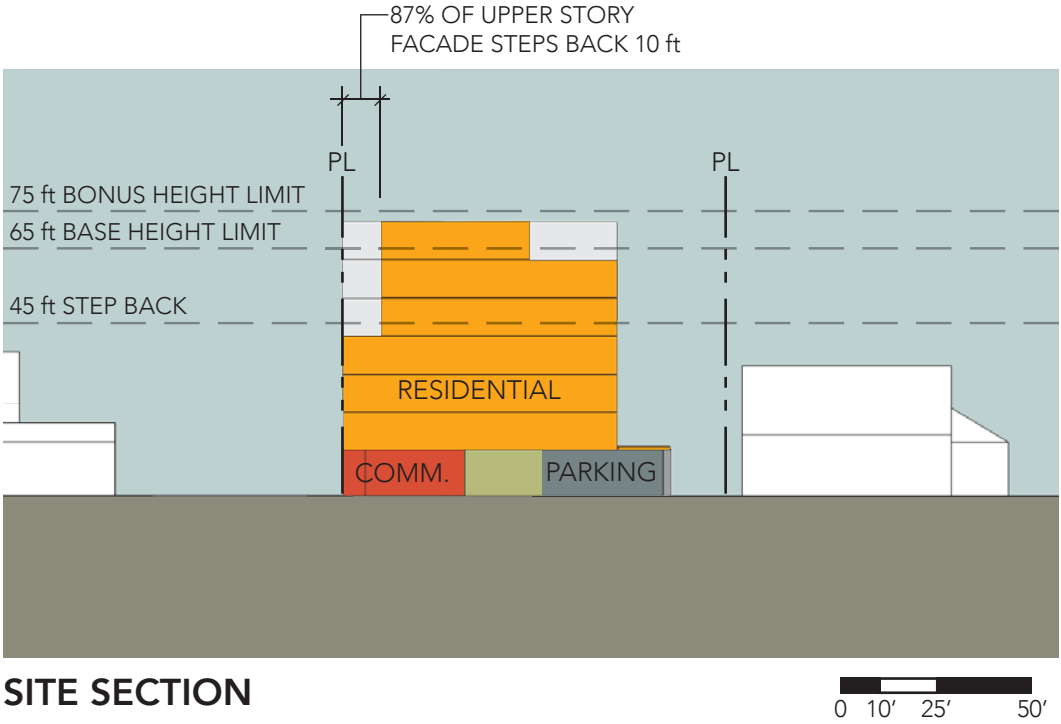 87% OF UPPER STORY
FACADE STEPS BACK 10 ft
PL
PL
75 ft BONUS HEIGHT LIMIT
65 ft BASE HEIGHT LIMIT
45 ft STEP BACK
RESIDENTIAL
COMM.
PARKING
SITE SECTION
0 10' 25' 50'